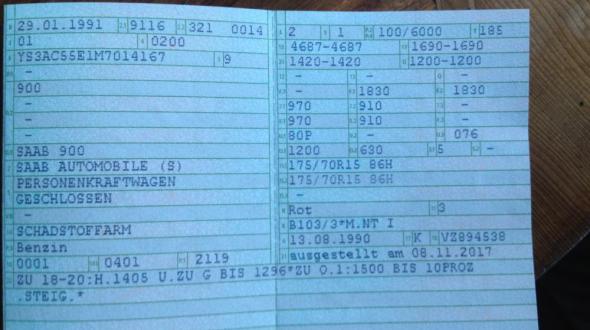 29.01.1991 9116 321 0014
01 0200
YS3AC55E1M7014167 9
-
900
-
-
-
SAAB 900
SAAB AUTOMOBILE (S)
PERSONENKRAFTWAGEN
GESCHLOSSEN
-
SCHADSTOFFARM
Benzin
0001 0401 2119
2 1 100/6000 185
4687-4687 1690-1690
1420-1420 1200-1200
- - -
- 1830 1830
970 910 -
970 910 -
80P - 076
1200 630 5 -
175/70R15 86H
175/70R15 86H
-
Rot 3
B103/3*M.NT I
13.08.1990 K VZ894538
ausgestellt am 08.11.2017
ZU 18-20:H.1405 U.ZU G BIS 1296*ZU O.1:1500 BIS 10PROZ
.STEIG.*